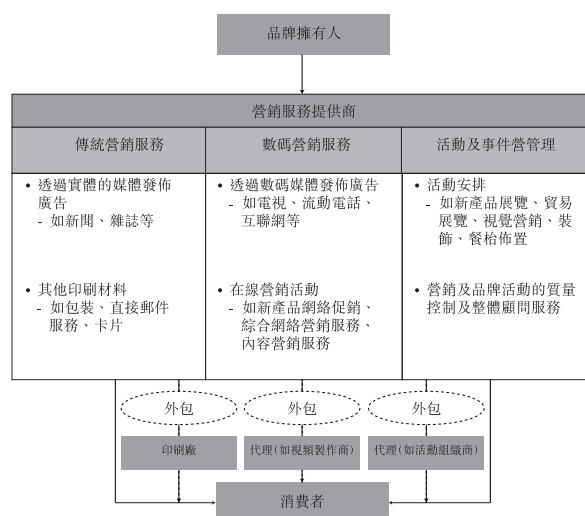 品牌擁有人
營銷服務提供商
傳統營銷服務
數碼營銷服務
活動及事件營管理
• 透過實體的媒體發佈
廣告
- 如新聞、雜誌等
• 其他印刷材料
- 如包裝、直接郵件
服務、卡片
• 透過數碼媒體發佈廣告
- 如電視、流動電話、
互聯網等
• 在線營銷活動
- 如新產品網絡促銷、
綜合網絡營銷服務、
內容營銷服務
• 活動安排
- 如新產品展覽、貿易
展覽、視覺營銷、裝
飾、餐枱佈置
• 營銷及品牌活動的質量
控制及整體顧問服務
外包
外包
外包
印刷廠
代理(如視頻製作商)
代理(如活動組織商)
消費者